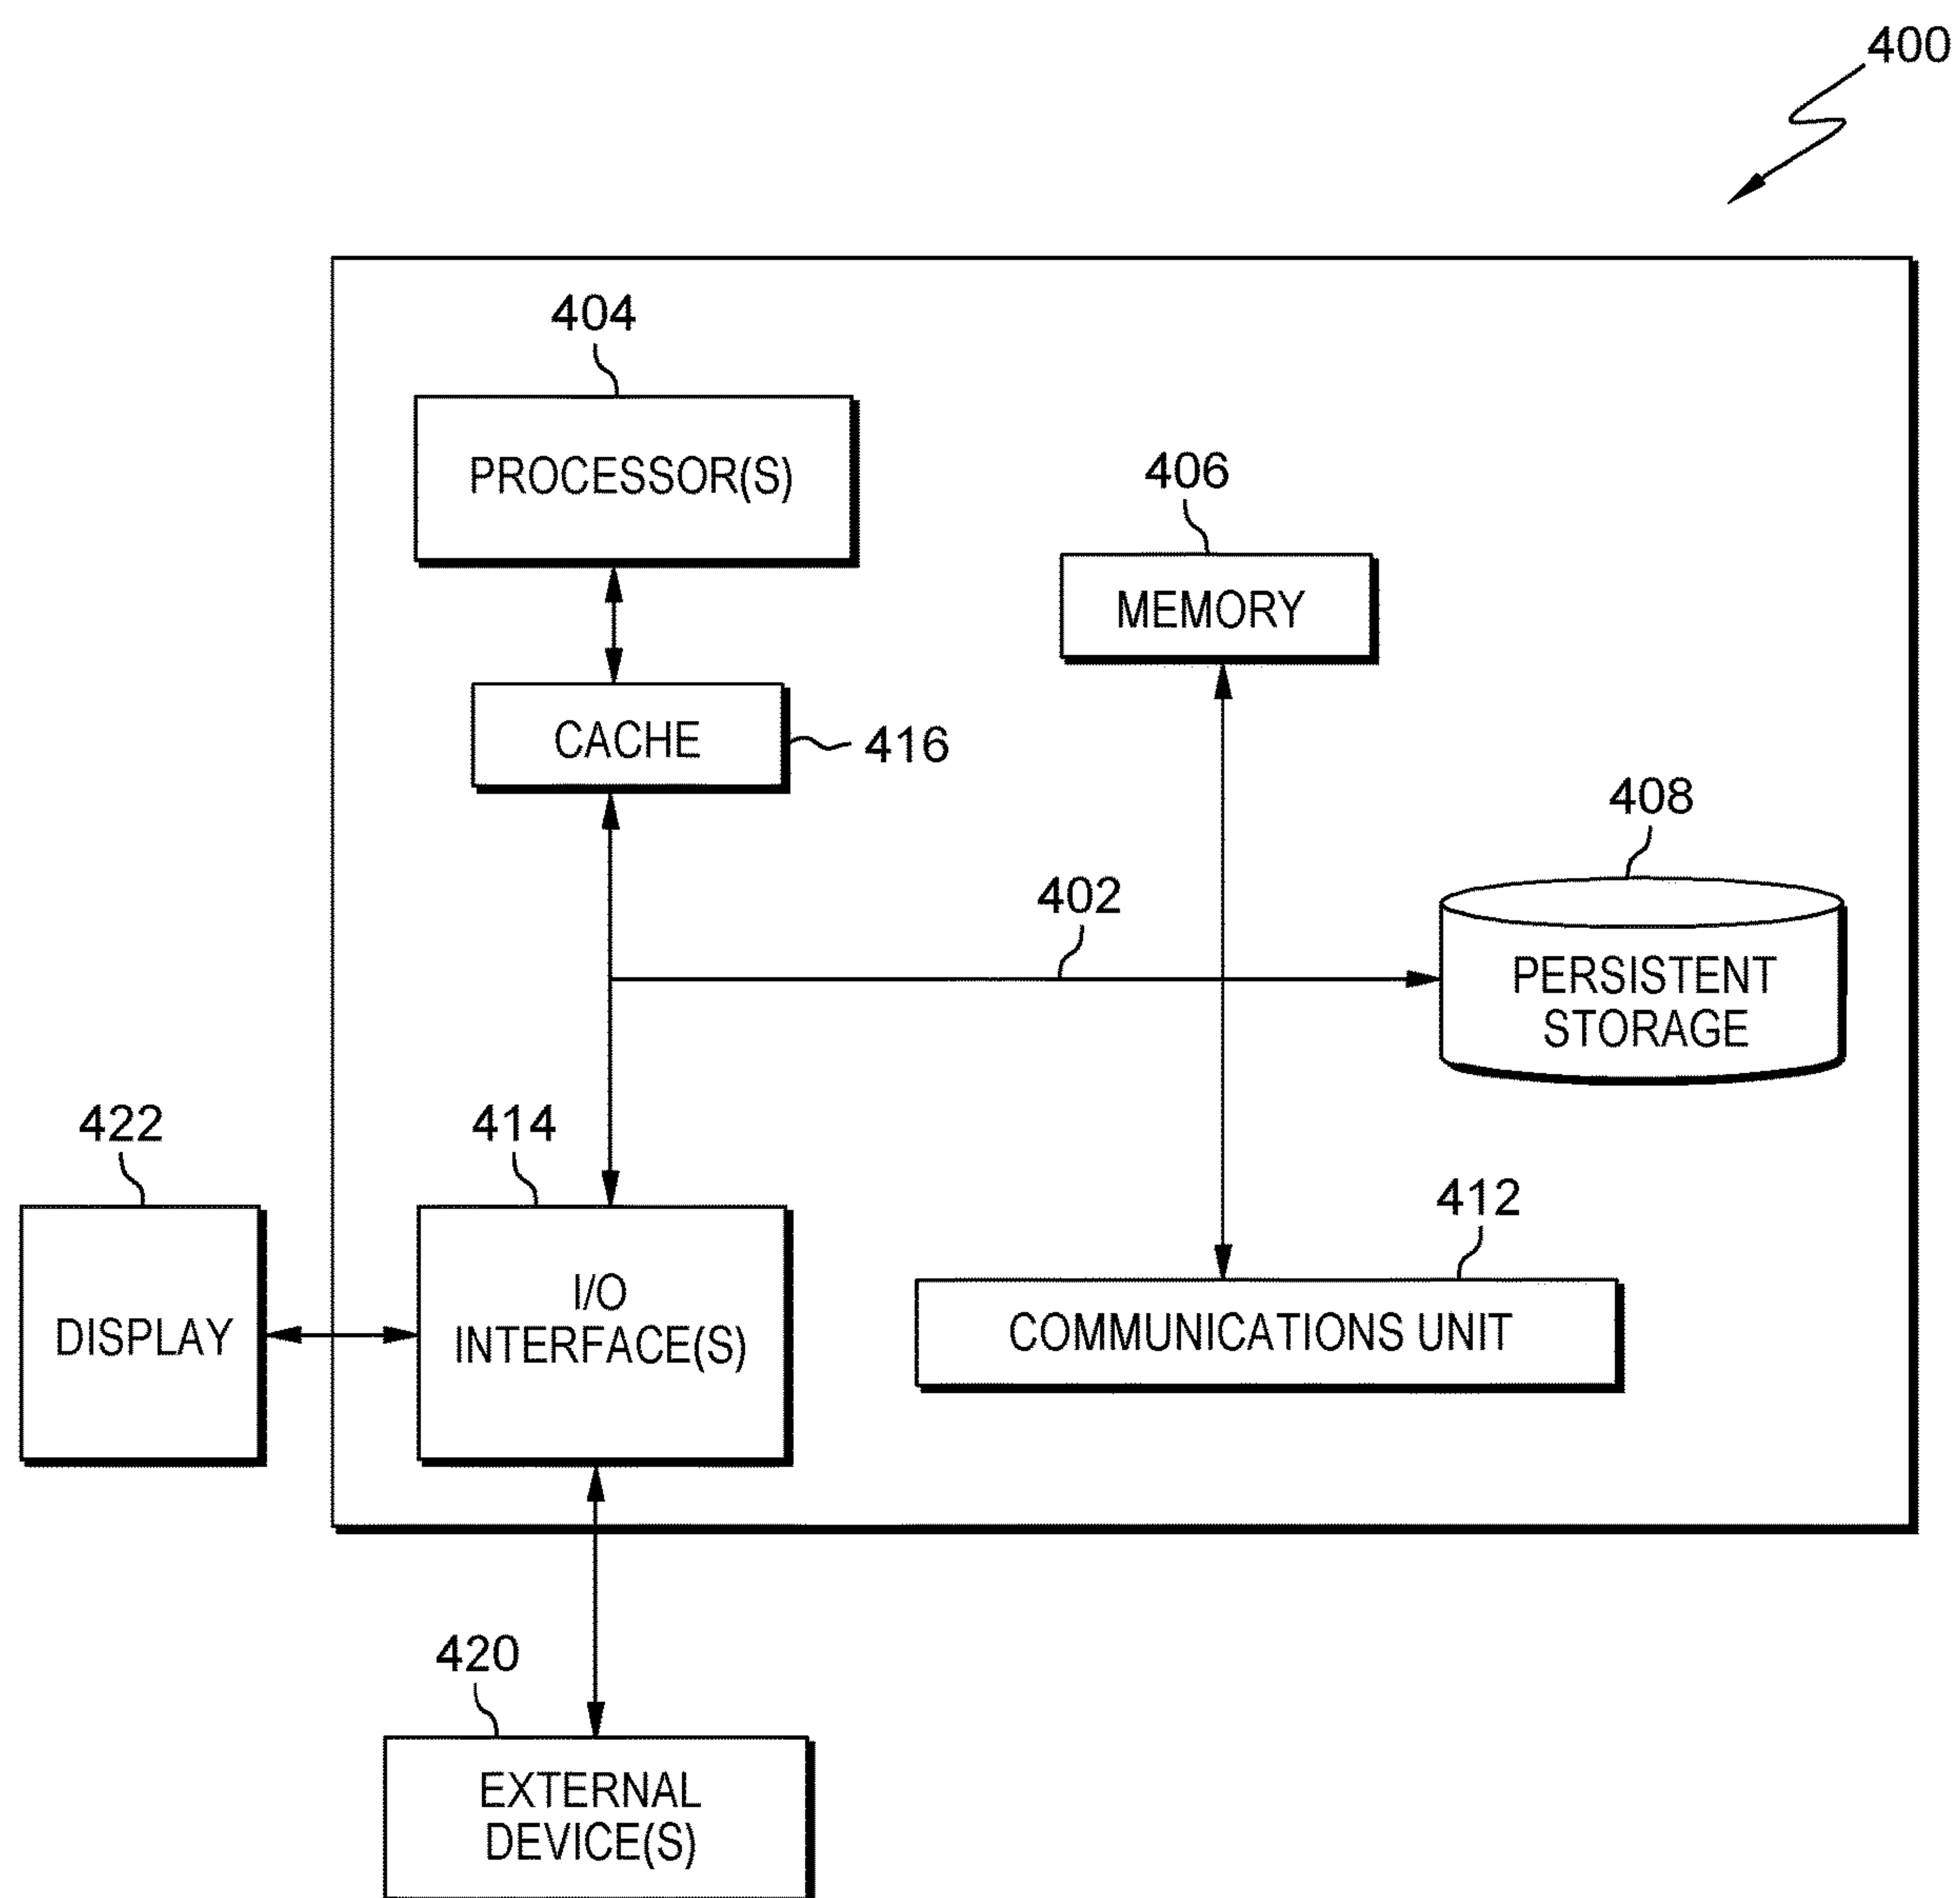 400
404
PROCESSOR(S)
406
MEMORY
CACHE
416
408
402
PERSISTENT
STORAGE
422
414
412
DISPLAY
I/O
INTERFACE(S)
COMMUNICATIONS UNIT
420
EXTERNAL
DEVICE(S)